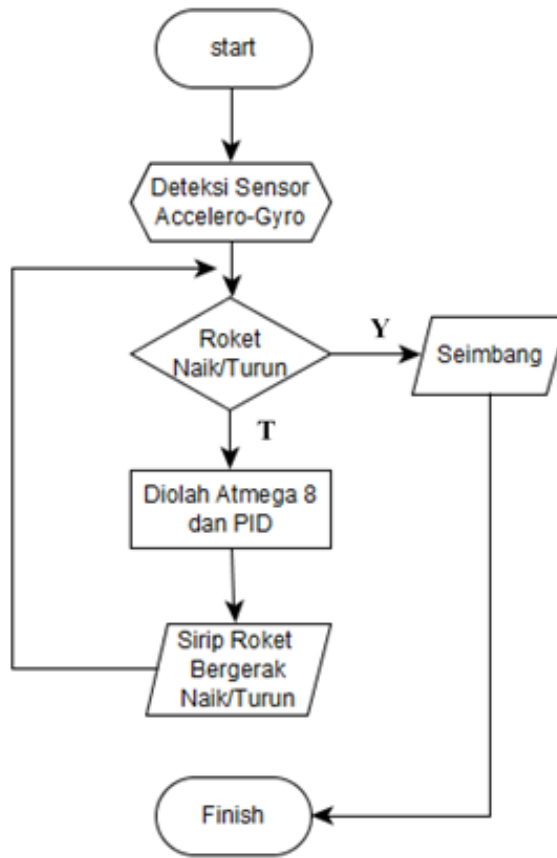 start
Deteksi Sensor
Accelero-Gyro
Roket
Naik/Turun
Y
Seimbang
T
Diolah Atmega 8
dan PID
Sirip Roket
Bergerak
Naik/Turun
Finish